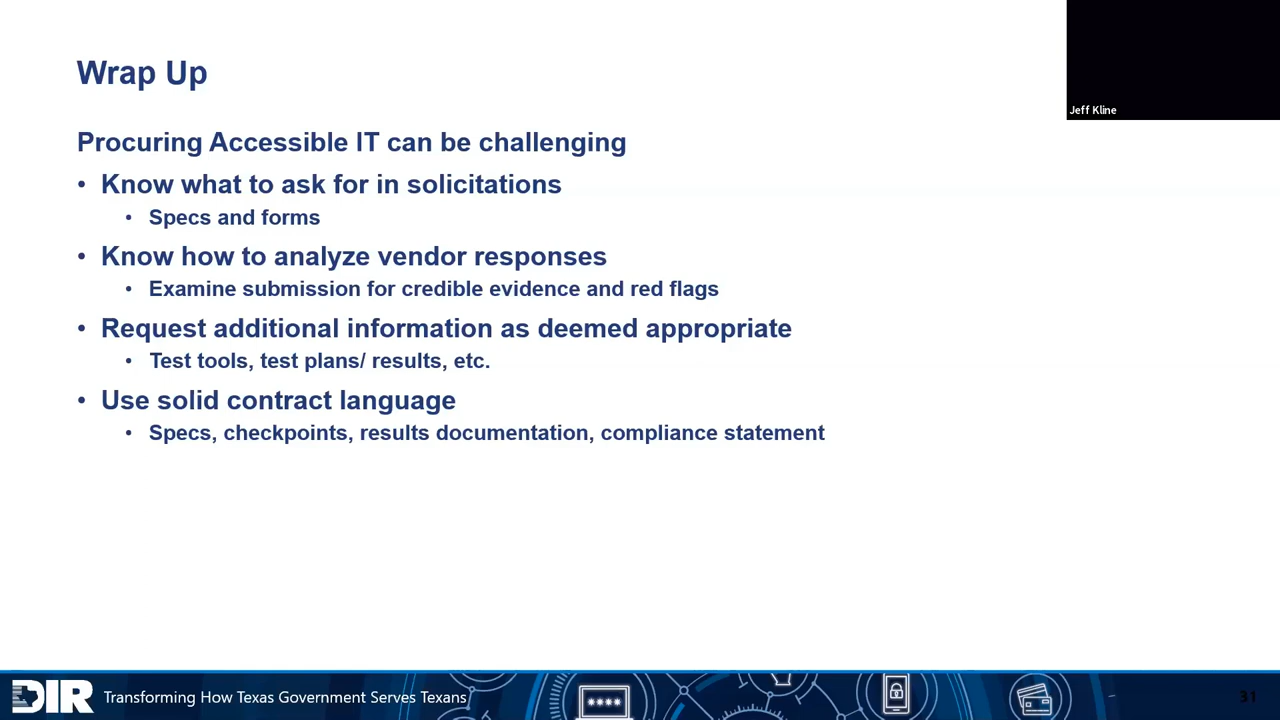 Wrap Up
Jeff Kline
Procuring Accessible IT can be challenging
• Know what to ask for in solicitations
• Specs and forms
• Know how to analyze vendor responses
• Examine submission for credible evidence and red flags
• Request additional information as deemed appropriate
• Test tools, test plans/ results, etc.
• Use solid contract language
• Specs, checkpoints, results documentation, compliance statement
DIR Transforming How Texas Government Serves Texans
****
31